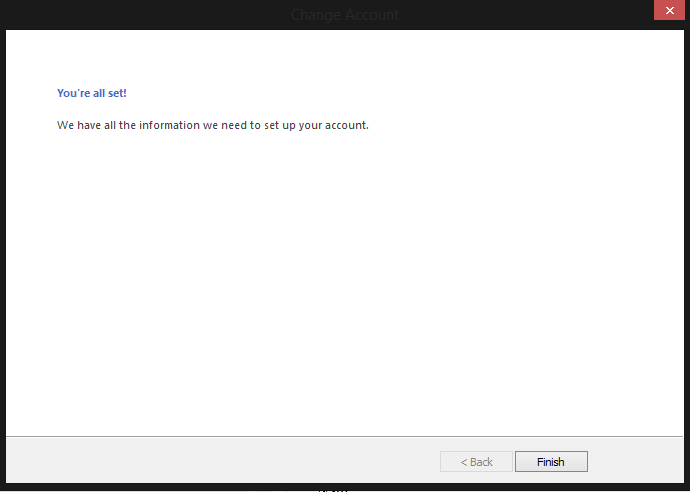 Change Account
You're all set!
We have all the information we need to set up your account.
< Back
Finish